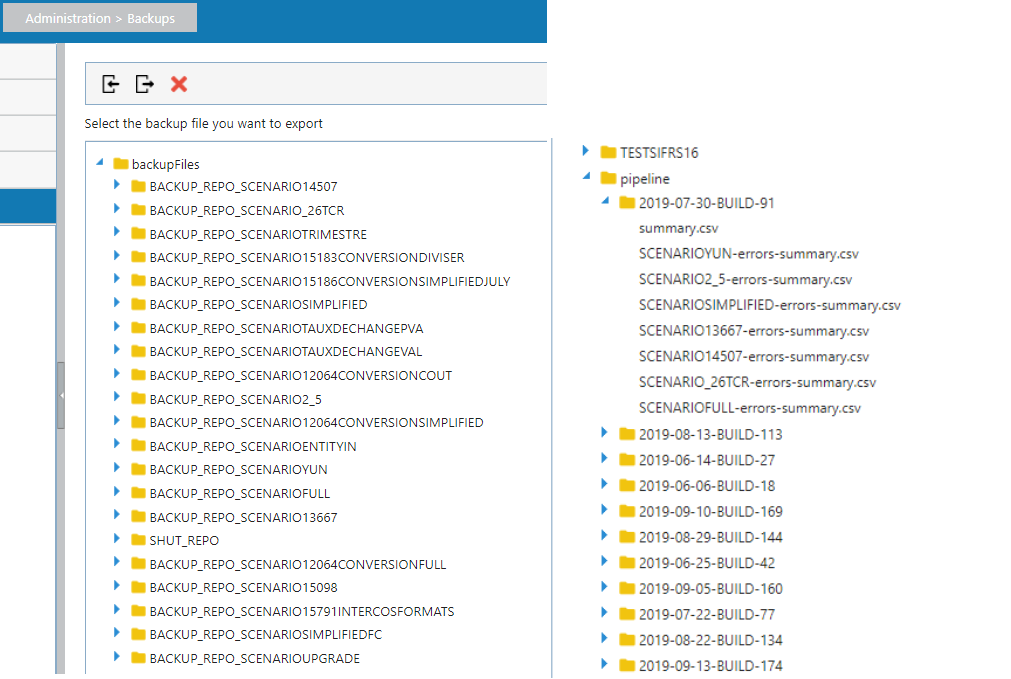 Administration > Backups
Select the backup file you want to export
backupFiles
BACKUP_REPO_SCENARIO14507
BACKUP_REPO_SCENARIO_26TCR
BACKUP_REPO_SCENARIOTRIMESTRE
BACKUP_REPO_SCENARIO15183CONVERSIONDIVISER
BACKUP_REPO_SCENARIO15186CONVERSIONSIMPLIFIEDJULY
BACKUP_REPO_SCENARIOSIMPLIFIED
BACKUP_REPO_SCENARIOTAUXDECHANGEPVA
BACKUP_REPO_SCENARIOTAUXDECHANGEVAL
BACKUP_REPO_SCENARIO12064CONVERSIONCOUT
BACKUP_REPO_SCENARIO2_5
BACKUP_REPO_SCENARIO12064CONVERSIONSIMPLIFIED
BACKUP_REPO_SCENARIOENTITYIN
BACKUP_REPO_SCENARIOYUN
BACKUP_REPO_SCENARIOFULL
BACKUP_REPO_SCENARIO13667
SHUT_REPO
BACKUP_REPO_SCENARIO12064CONVERSIONFULL
BACKUP_REPO_SCENARIO15098
BACKUP_REPO_SCENARIO15791INTERCOSFORMATS
BACKUP_REPO_SCENARIOSIMPLIFIEDFC
BACKUP_REPO_SCENARIOUPGRADE
TESTSIFRS16
pipeline
2019-07-30-BUILD-91
summary.csv
SCENARIOYUN-errors-summary.csv
SCENARIO2_5-errors-summary.csv
SCENARIOSIMPLIFIED-errors-summary.csv
SCENARIO13667-errors-summary.csv
SCENARIO14507-errors-summary.csv
SCENARIO_26TCR-errors-summary.csv
SCENARIOFULL-errors-summary.csv
2019-08-13-BUILD-113
2019-06-14-BUILD-27
2019-06-06-BUILD-18
2019-09-10-BUILD-169
2019-08-29-BUILD-144
2019-06-25-BUILD-42
2019-09-05-BUILD-160
2019-07-22-BUILD-77
2019-08-22-BUILD-134
2019-09-13-BUILD-174